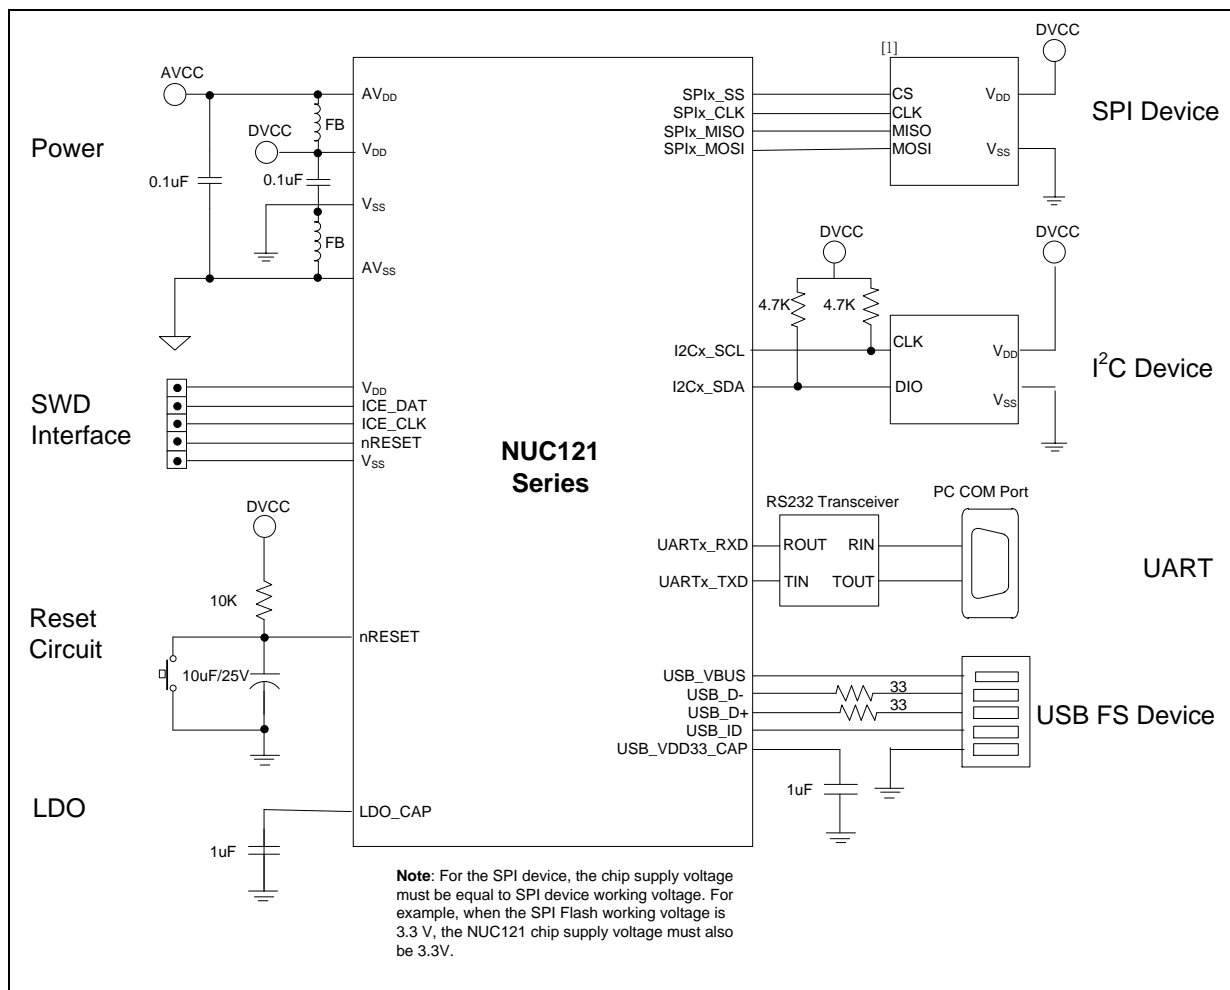 Power
AVCC
DVCC
FB
0.1uF
0.1uF
FB
AVDD
VDD
VSS
AVSS
SWD
Interface
VDD
ICE_DAT
ICE_CLK
nRESET
VSS
Reset
Circuit
DVCC
10K
10uF/25V
nRESET
LDO
1uF
LDO_CAP
NUC121
Series
SPIx_SS
SPIx_CLK
SPIx_MISO
SPIx_MOSI
[1]
CS
CLK
MISO
MOSI
VDD
VSS
DVCC
SPI Device
DVCC
4.7K
4.7K
I2Cx_SCL
I2Cx_SDA
CLK
DIO
VDD
VSS
DVCC
I2C Device
UARTx_RXD
UARTx_TXD
RS232 Transceiver
ROUT RIN
TIN TOUT
PC COM Port
UART
USB_VBUS
USB_D-
USB_D+
USB_ID
USB_VDD33_CAP
33
33
1uF
USB FS Device
Note: For the SPI device, the chip supply voltage
must be equal to SPI device working voltage. For
example, when the SPI Flash working voltage is
3.3 V, the NUC121 chip supply voltage must also
be 3.3V.